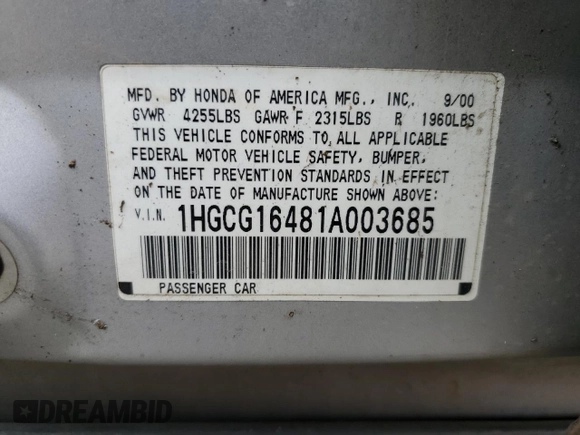 MFD. BY HONDA OF AMERICA MFG., INC. 9/00
GVWR 4255LBS GAWR F 2315LBS R 1960LBS
THIS VEHICLE CONFORMS TO ALL APPLICABLE
FEDERAL MOTOR VEHICLE SAFETY, BUMPER,
AND THEFT PREVENTION STANDARDS IN EFFECT
ON THE DATE OF MANUFACTURE SHOWN ABOVE:
V.I.N. 1HGCG16481A003685
PASSENGER CAR
DREAMBID